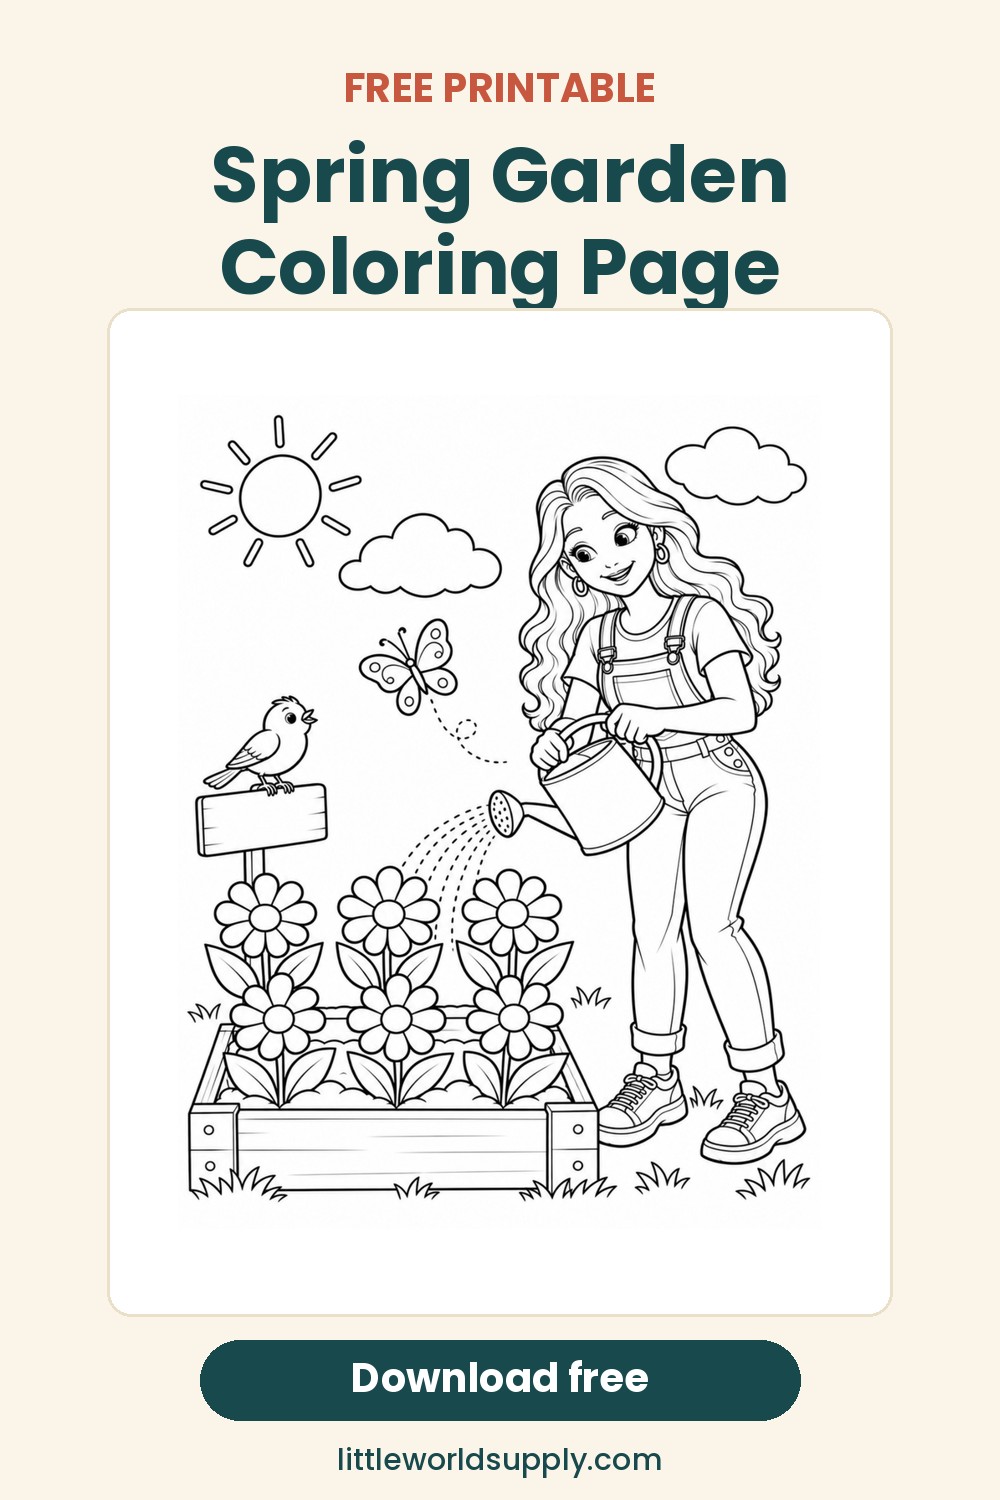 FREE PRINTABLE
Spring Garden
Coloring Page
Download free
littleworldsupply.com